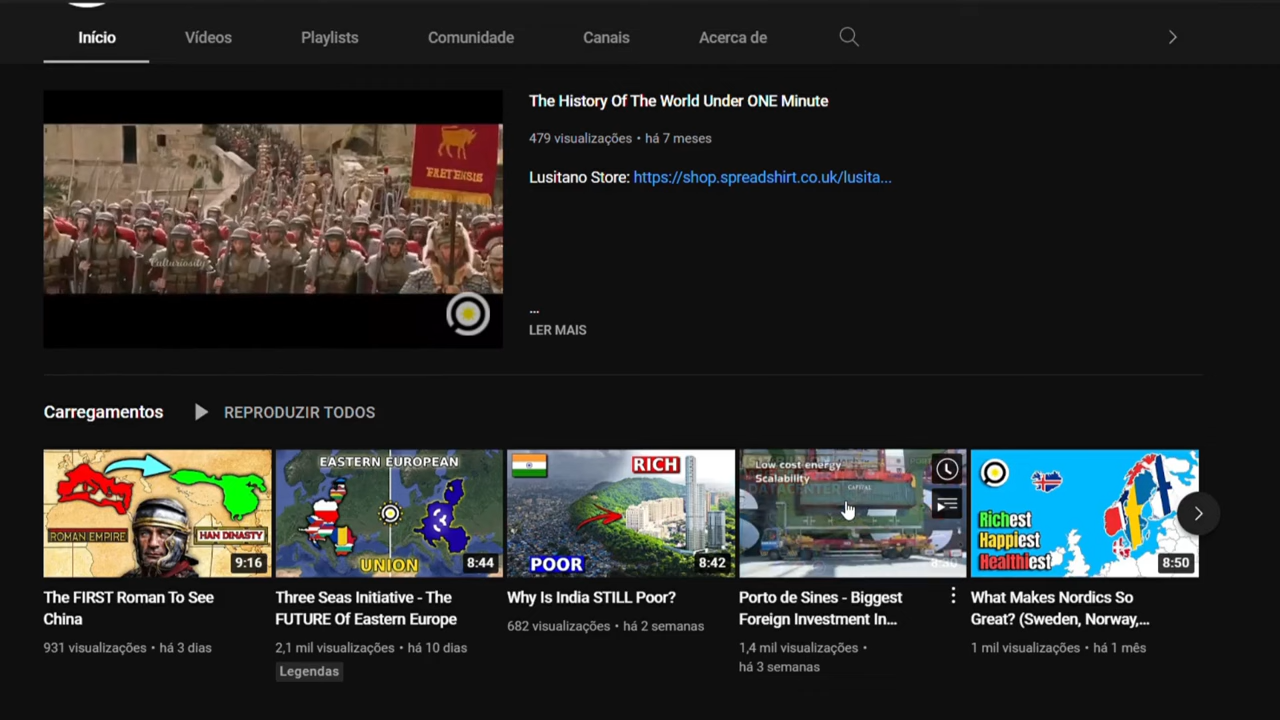 Início
Vídeos
Playlists
Comunidade
Canais
Acerca de
The History Of The World Under ONE Minute
479 visualizações • há 7 meses
Lusitano Store: https://shop.spreadshirt.co.uk/lusita...
...
LER MAIS
FRETENSIS
Culturiosity
Carregamentos
REPRODUZIR TODOS
ROMAN EMPIRE
HAN DINASTY
9:16
The FIRST Roman To See
China
931 visualizações • há 3 dias
EASTERN EUROPEAN
UNION
8:44
Three Seas Initiative - The
FUTURE Of Eastern Europe
2,1 mil visualizações • há 10 dias
Legendas
RICH
POOR
8:42
Why Is India STILL Poor?
682 visualizações • há 2 semanas
Low cost energy
Scalability
DATACENTER
CAPITAL
Porto de Sines - Biggest
Foreign Investment In...
1,4 mil visualizações •
há 3 semanas
Richest
Happiest
Healthiest
8:50
What Makes Nordics So
Great? (Sweden, Norway,...
1 mil visualizações • há 1 mês